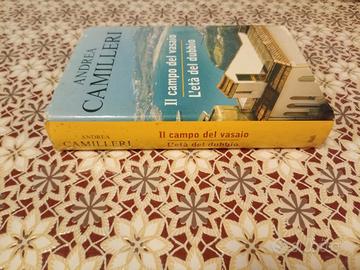 ANDREA
CAMILLERI
Il campo del vasaio
L'età del dubbio
ANDREA
CAMILLERI
Il campo del vasaio
L'età del dubbio